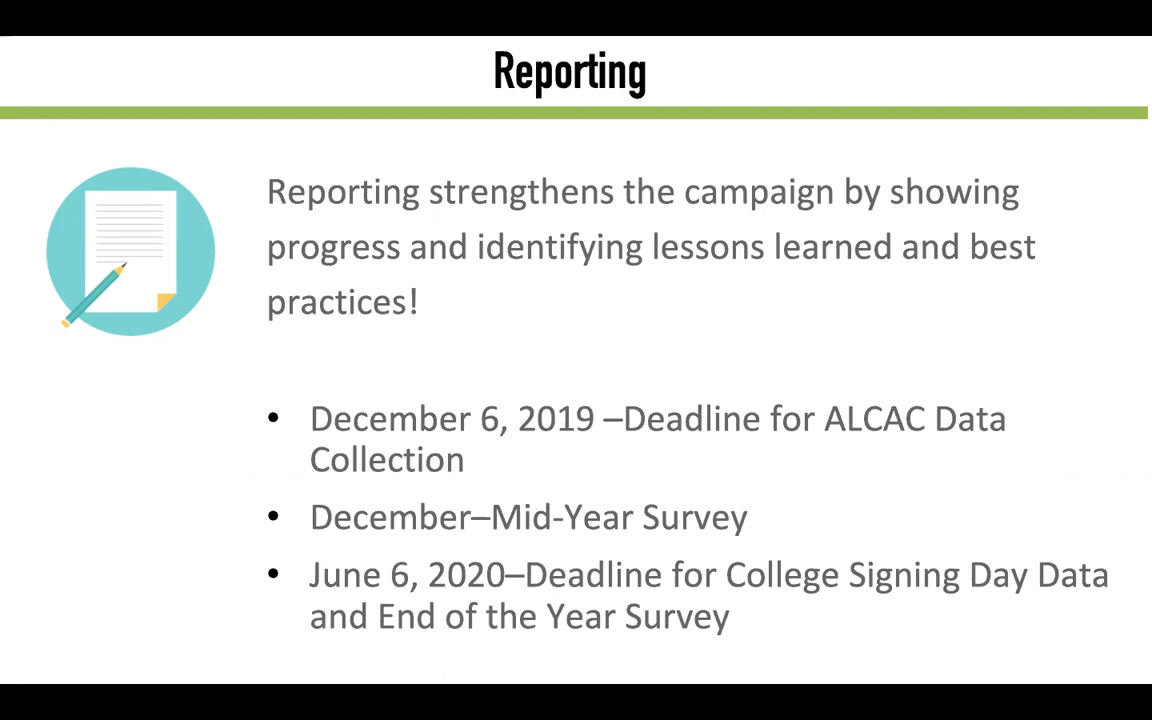 Reporting
Reporting strengthens the campaign by showing
progress and identifying lessons learned and best
practices!
• December 6, 2019 –Deadline for ALCAC Data
Collection
• December–Mid-Year Survey
• June 6, 2020–Deadline for College Signing Day Data
and End of the Year Survey